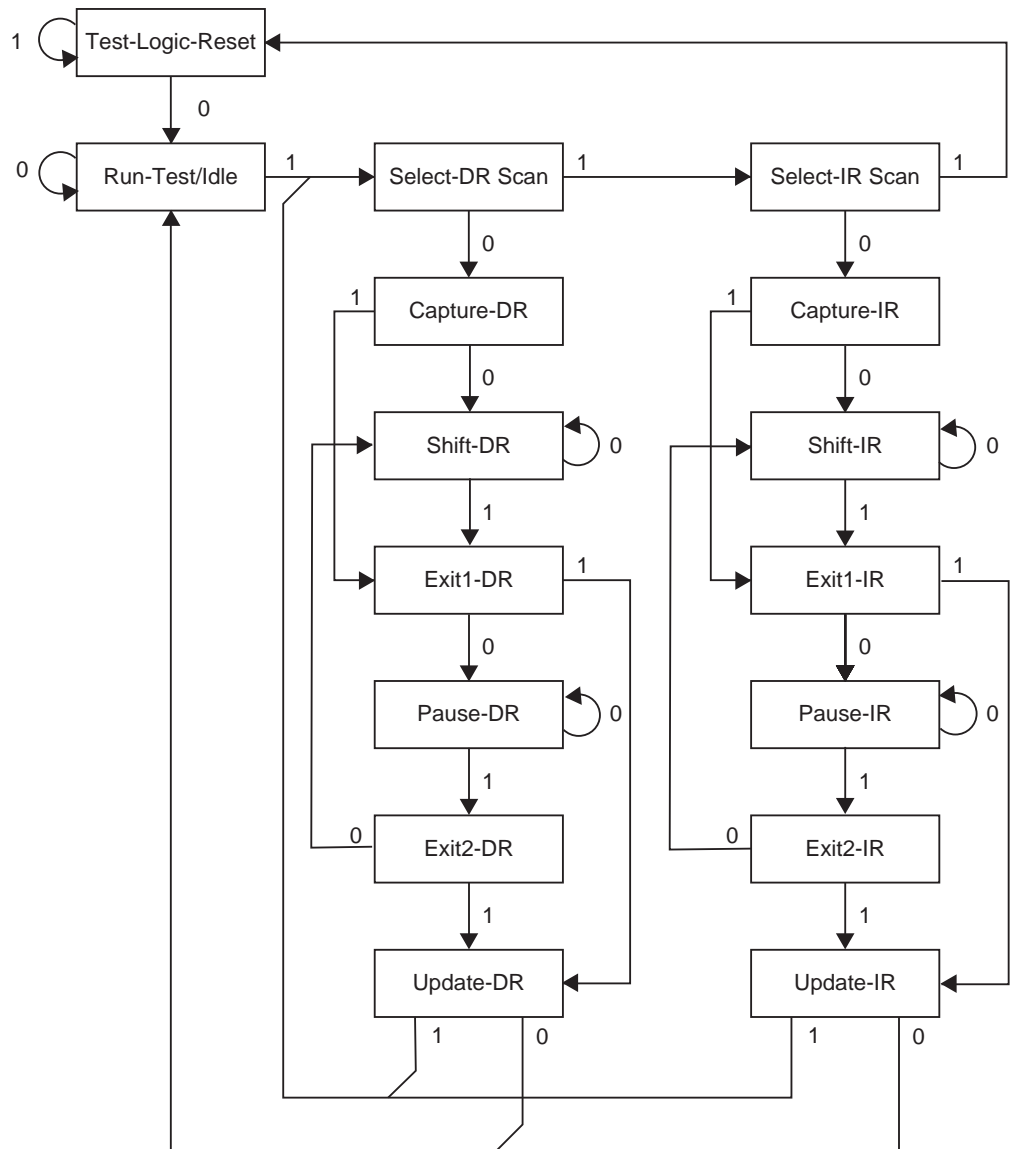 1
Test-Logic-Reset
0
0
Run-Test/Idle
1
Select-DR Scan
1
Select-IR Scan
1
0
0
1
Capture-DR
1
Capture-IR
0
0
Shift-DR
0
Shift-IR
0
1
1
Exit1-DR
1
Exit1-IR
1
0
0
Pause-DR
0
Pause-IR
0
1
1
0
Exit2-DR
0
Exit2-IR
1
1
Update-DR
Update-IR
1
0
1
0